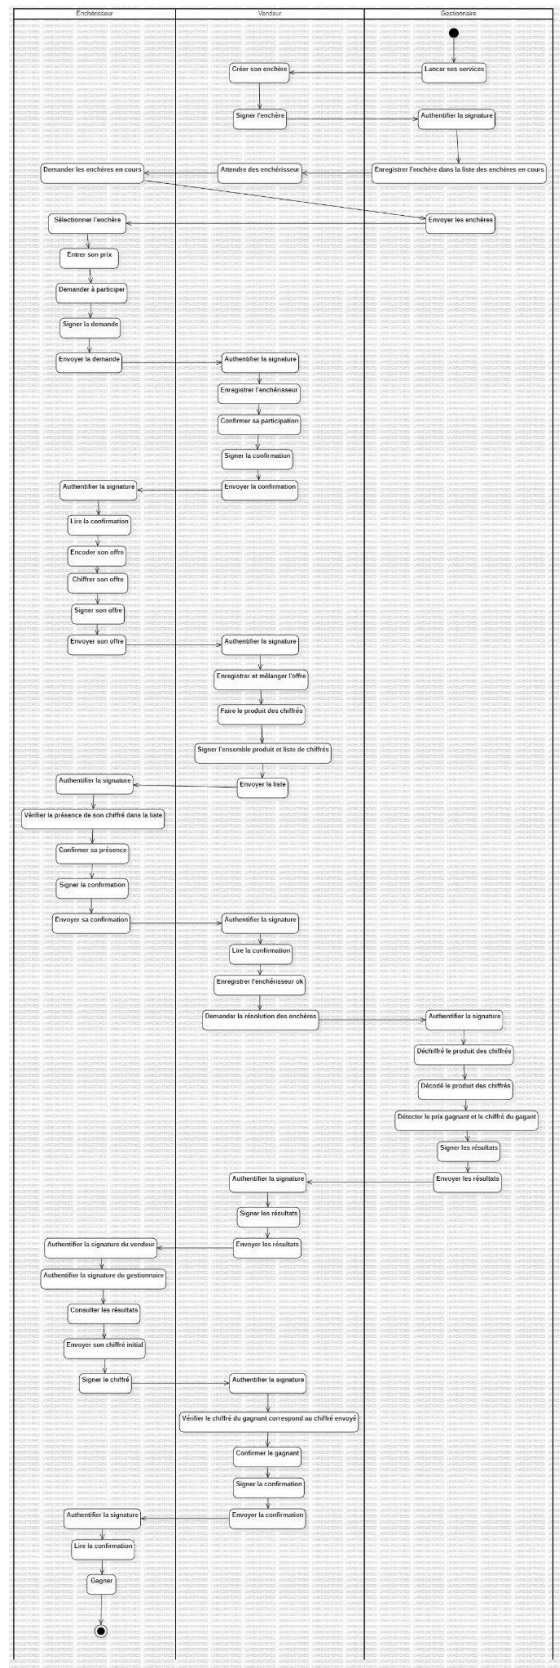 Enchérisseur
Vendeur
Gestionnaire
Lancer ses services
Créer son enchère
Signer l'enchère
Authentifier la signature
Enregistrer l'enchère dans la liste des enchères en cours
Attendre des enchérisseur
Demander les enchères en cours
Envoyer les enchères
Sélectionner l'enchère
Entrer son prix
Demander à participer
Signer la demande
Envoyer la demande
Authentifier la signature
Enregistrer l'enchérisseur
Confirmer sa participation
Signer la confirmation
Envoyer la confirmation
Authentifier la signature
Lire la confirmation
Encoder son offre
Chiffrer son offre
Signer son offre
Envoyer son offre
Authentifier la signature
Enregistrer et mélanger l'offre
Faire le produit des chiffrés
Signer l'ensemble produit et liste de chiffrés
Envoyer la liste
Authentifier la signature
Vérifier la présence de son chiffré dans la liste
Confirmer sa présence
Signer la confirmation
Envoyer sa confirmation
Authentifier la signature
Lire la confirmation
Enregistrer l'enchérisseur ok
Demander la résolution des enchères
Authentifier la signature
Déchiffré le produit des chiffrés
Décodé le produit des chiffrés
Détecter le prix gagnant et le chiffré du gagant
Signer les résultats
Envoyer les résultats
Authentifier la signature
Signer les résultats
Envoyer les résultats
Authentifier la signature du vendeur
Authentifier la signature du gestionnaire
Consulter les résultats
Envoyer son chiffré initial
Signer le chiffré
Authentifier la signature
Vérifier le chiffré du gagnant correspond au chiffré envoyé
Confirmer le gagnant
Signer la confirmation
Envoyer la confirmation
Authentifier la signature
Lire la confirmation
Gagner